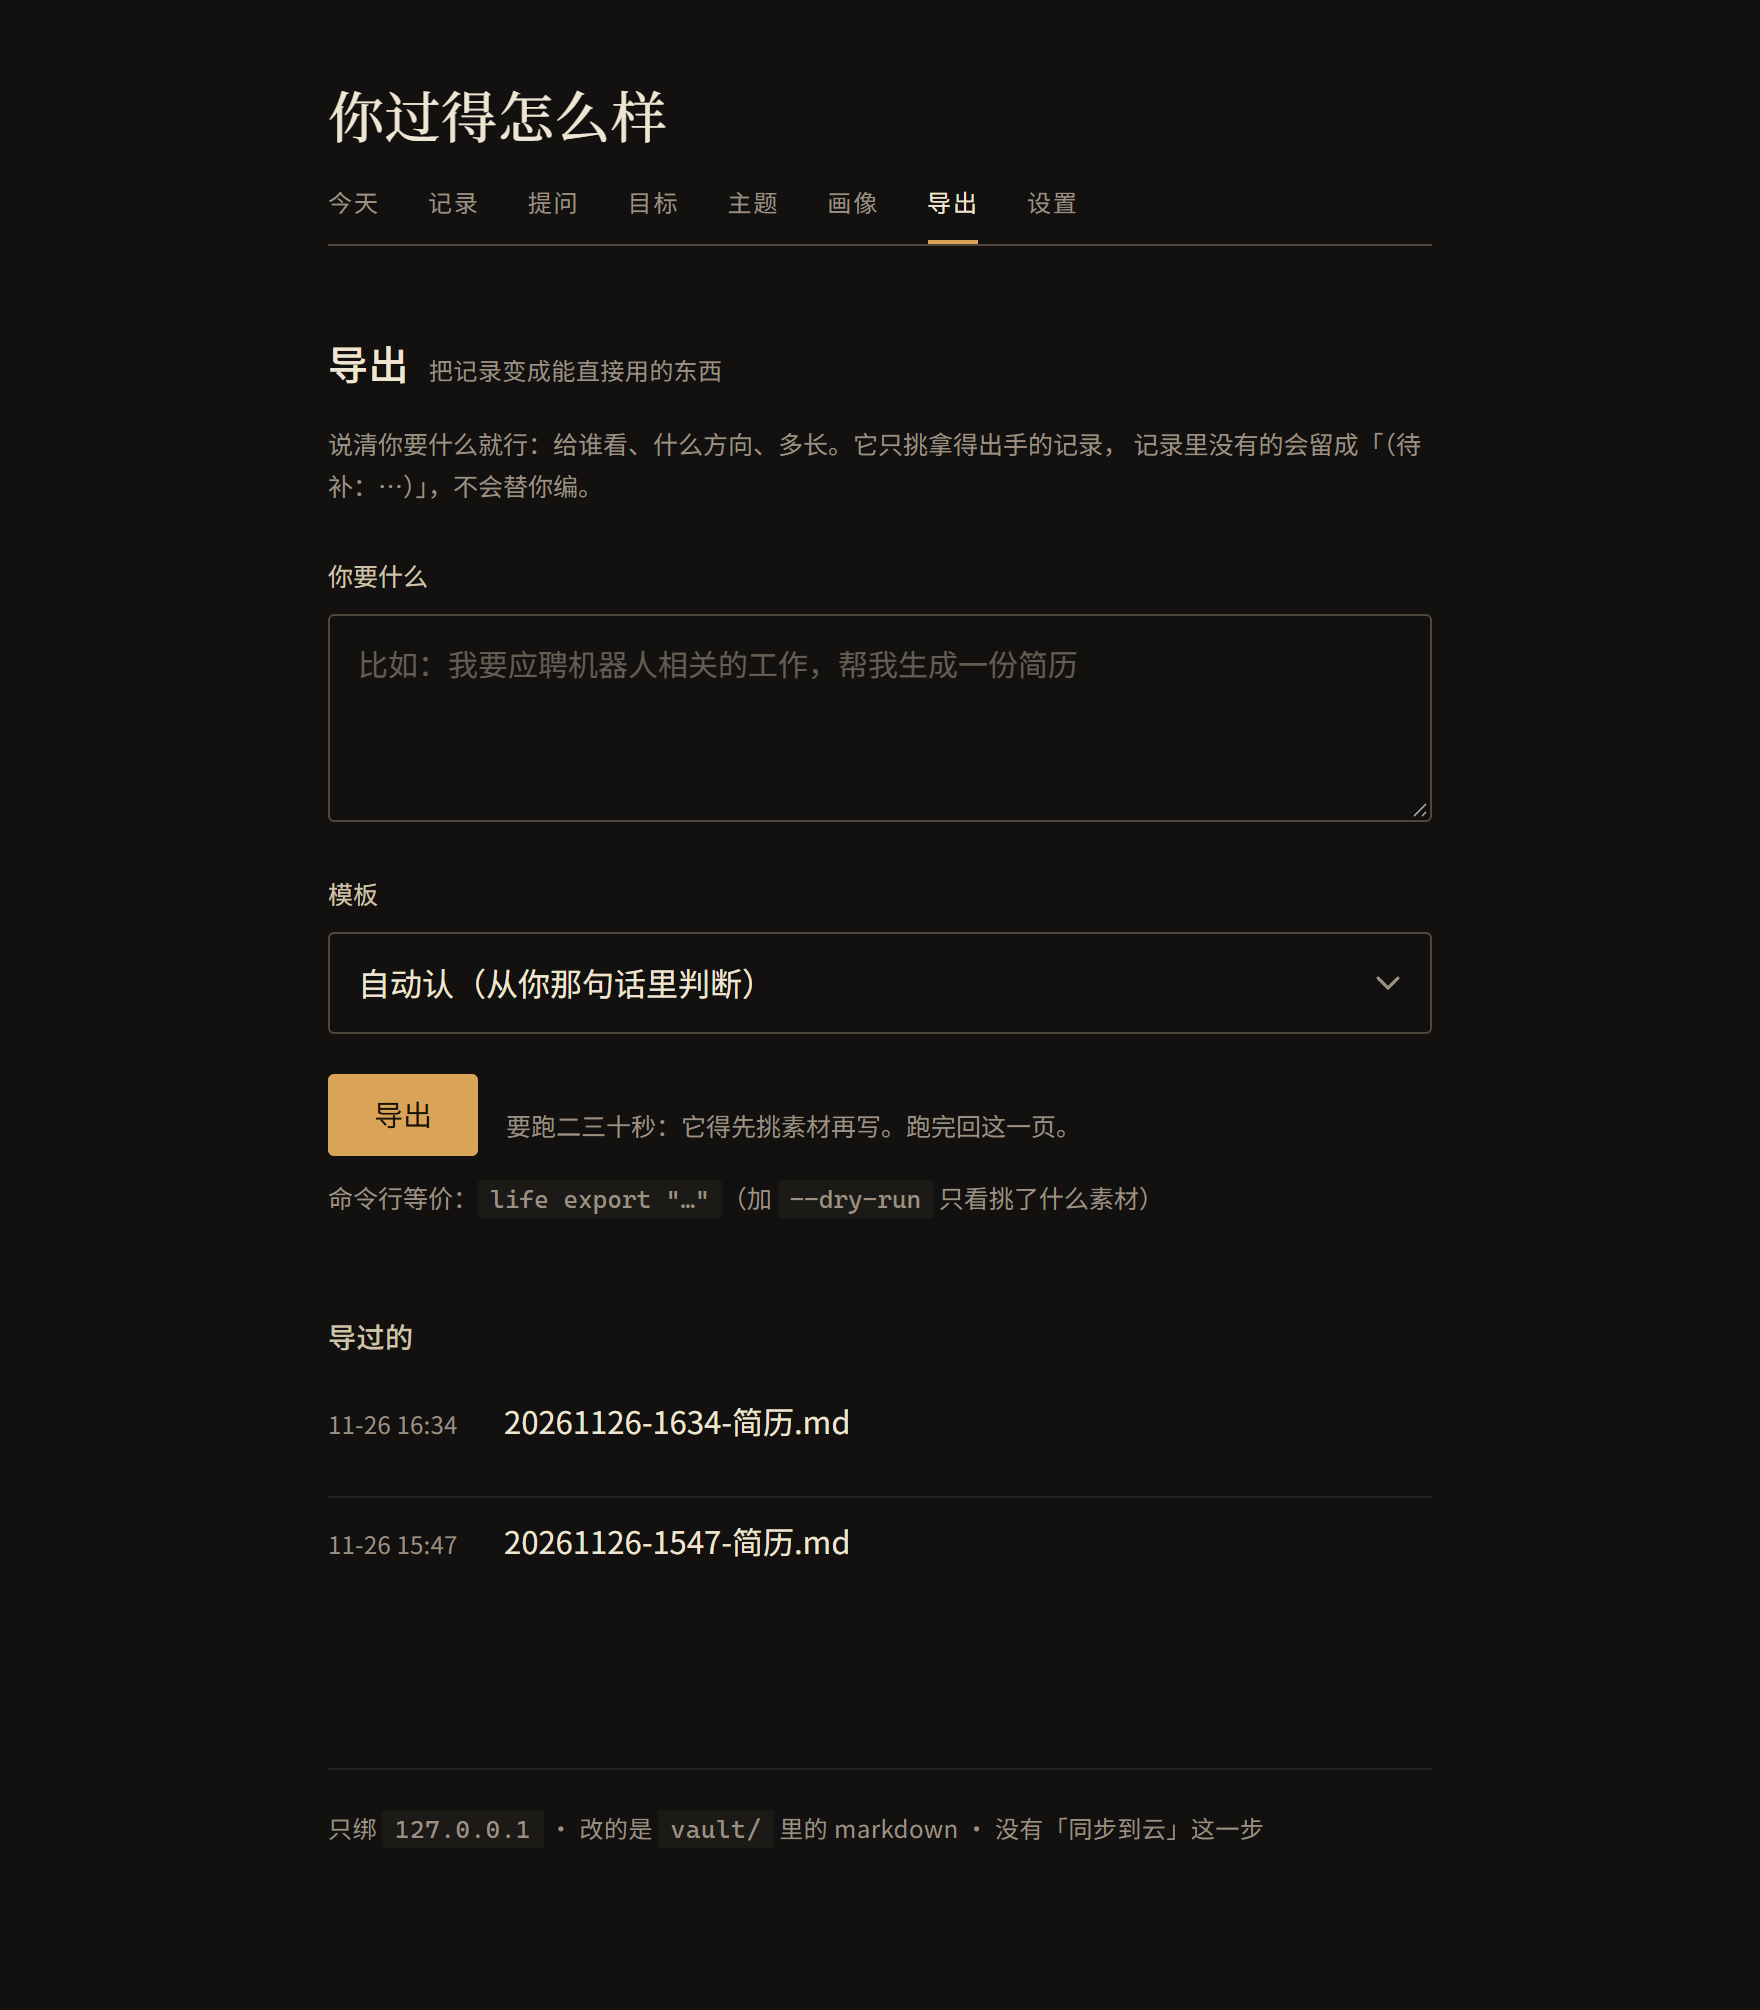 你过得怎么样
今天 记录 提问 目标 主题 画像 导出 设置
导出 把记录变成能直接用的东西
说清你要什么就行：给谁看、什么方向、多长。它只挑拿得出手的记录， 记录里没有的会留成「（待
补：…）」，不会替你编。
你要什么
比如：我要应聘机器人相关的工作，帮我生成一份简历
模板
自动认（从你那句话里判断）
导出 要跑二三十秒：它得先挑素材再写。跑完回这一页。
命令行等价： life export "…" （加 --dry-run 只看挑了什么素材）
导过的
11-26 16:34 20261126-1634-简历.md
11-26 15:47 20261126-1547-简历.md
只绑 127.0.0.1 · 改的是 vault/ 里的 markdown · 没有「同步到云」这一步